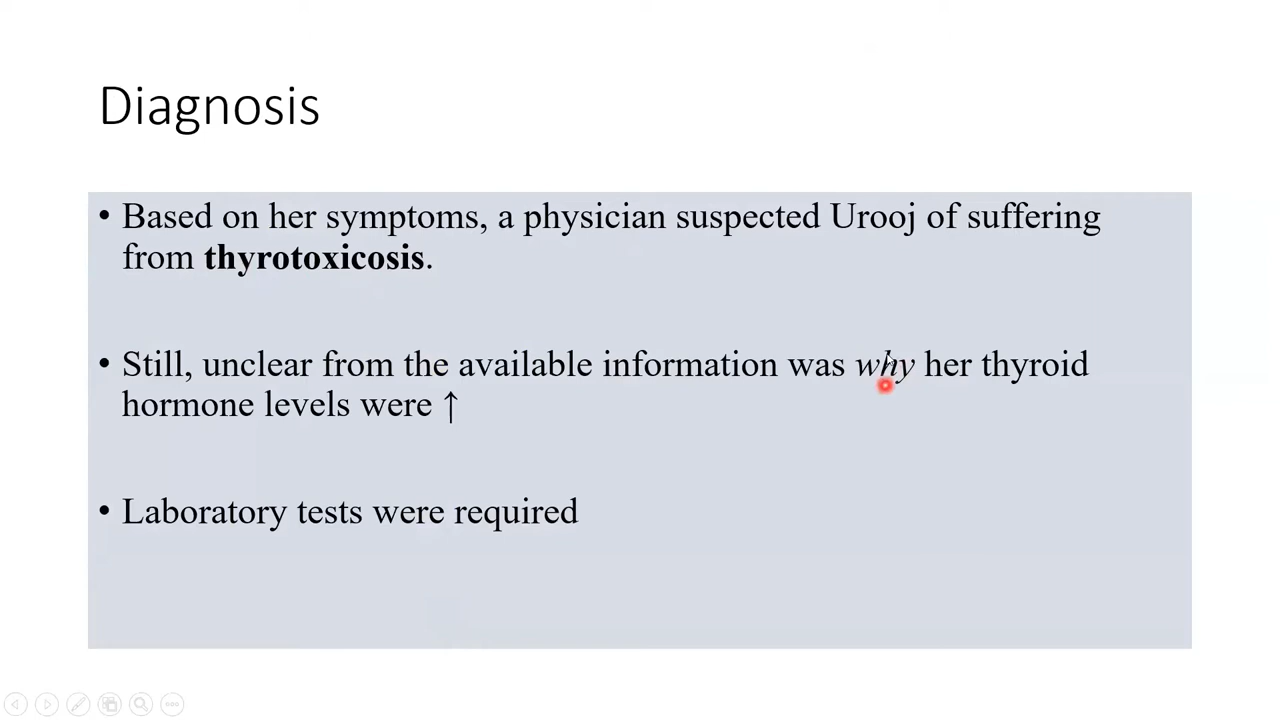 Diagnosis
• Based on her symptoms, a physician suspected Urooj of suffering
from thyrotoxicosis.
• Still, unclear from the available information was why her thyroid
hormone levels were ↑
• Laboratory tests were required